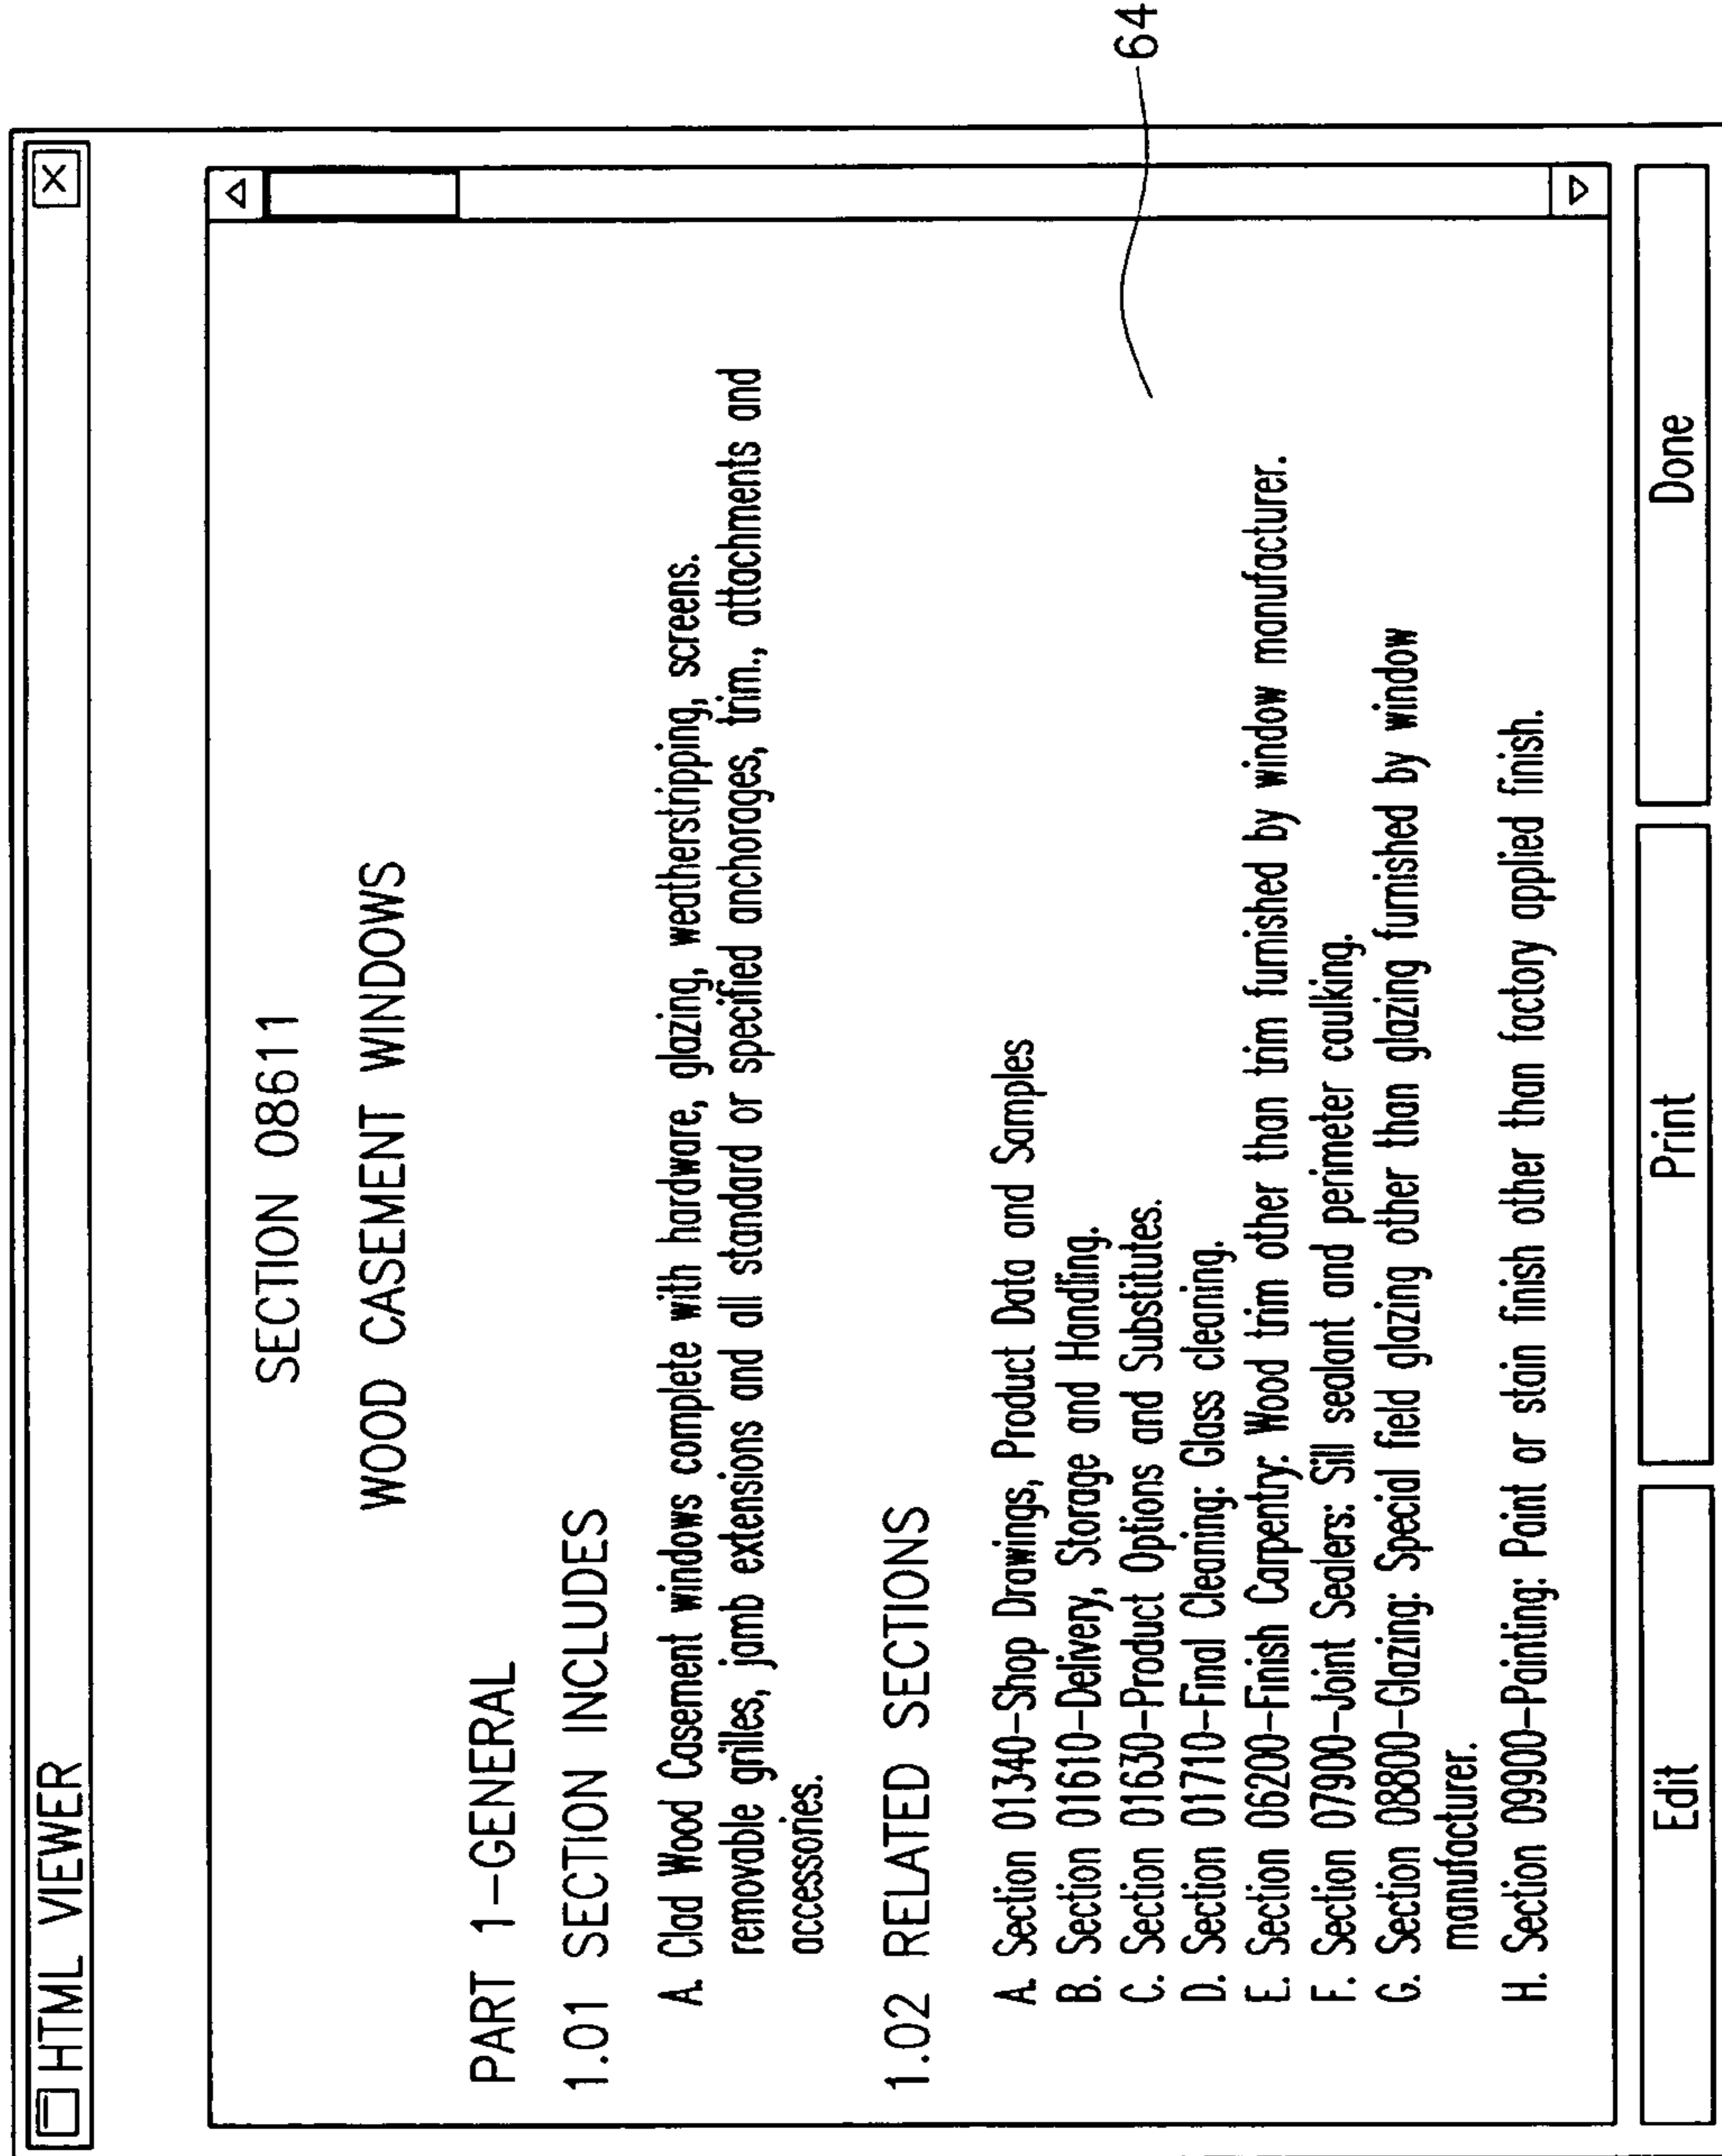 HTML VIEWER
X
SECTION 08611
WOOD CASEMENT WINDOWS
PART 1-GENERAL
1.01 SECTION INCLUDES
A. Clad Wood Casement windows complete with hardware, glazing, weatherstripping, screens.
removable grilles, jamb extensions and all standard or specified anchorages, trim., attachments and
accessories.
1.02 RELATED SECTIONS
A. Section 01340-Shop Drawings, Product Data and Samples
B. Section 01610-Delivery, Storage and Handling.
C. Section 01630-Product Options and Substitutes.
D. Section 01710-Final Cleaning: Glass cleaning.
E. Section 06200-Finish Carpentry: Wood trim other than trim furnished by window manufacturer.
F. Section 07900-Joint Sealers: Sill sealant and perimeter caulking.
G. Section 08800-Glazing: Special field glazing other than glazing furnished by window
manufacturer.
H. Section 09900-Painting: Paint or stain finish other than factory applied finish.
64
Edit
Print
Done